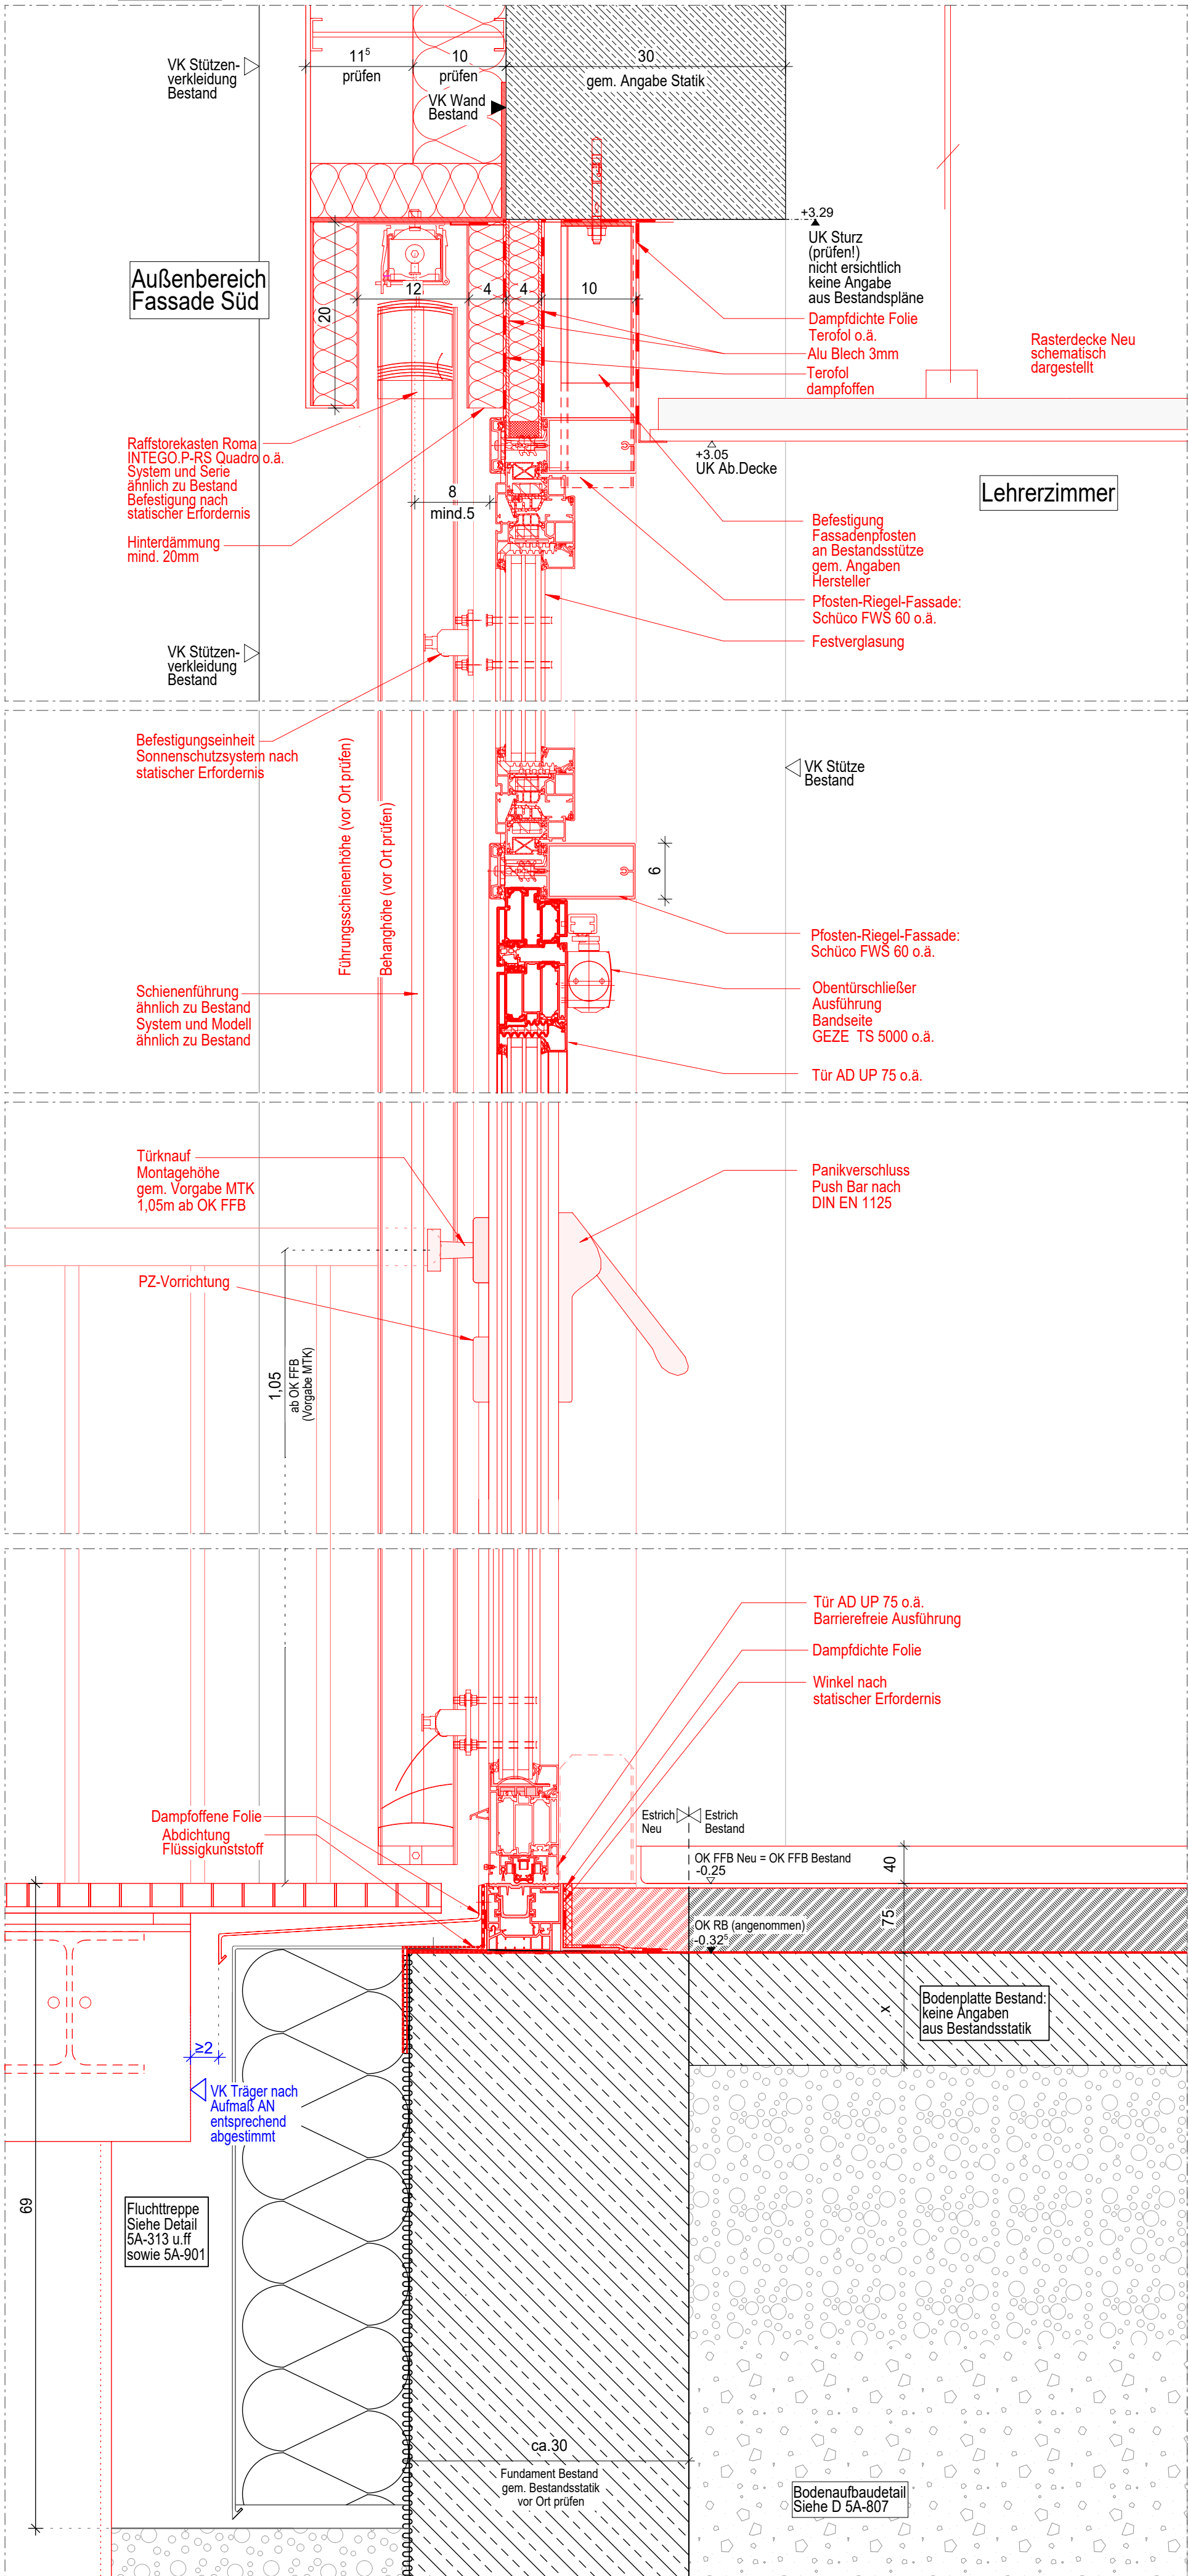 VK Stützen-
verkleidung
Bestand
11⁵
prüfen
10
prüfen
30
gem. Angabe Statik
VK Wand
Bestand
+3.29
UK Sturz
(prüfen!)
nicht ersichtlich
keine Angabe
aus Bestandspläne
Außenbereich
Fassade Süd
12
4
4
10
20
Dampfdichte Folie
Terofol o.ä.
Alu Blech 3mm
Terofol
dampfoffen
Rasterdecke Neu
schematisch
dargestellt
Raffstorekasten Roma
INTEGO.P-RS Quadro o.ä.
System und Serie
ähnlich zu Bestand
Befestigung nach
statischer Erfordernis
+3.05
UK Ab.Decke
Lehrerzimmer
8
mind.5
Hinterdämmung
mind. 20mm
Befestigung
Fassadenpfosten
an Bestandsstütze
gem. Angaben
Hersteller
Pfosten-Riegel-Fassade:
Schüco FWS 60 o.ä.
Festverglasung
VK Stützen-
verkleidung
Bestand
Befestigungseinheit
Sonnenschutzsystem nach
statischer Erfordernis
Führungsschienenhöhe (vor Ort prüfen)
Behanghöhe (vor Ort prüfen)
VK Stütze
Bestand
6
Pfosten-Riegel-Fassade:
Schüco FWS 60 o.ä.
Schienenführung
ähnlich zu Bestand
System und Modell
ähnlich zu Bestand
Obentürschließer
Ausführung
Bandseite
GEZE TS 5000 o.ä.
Tür AD UP 75 o.ä.
Türknauf
Montagehöhe
gem. Vorgabe MTK
1,05m ab OK FFB
Panikverschluss
Push Bar nach
DIN EN 1125
PZ-Vorrichtung
1,05
ab OK FFB
(Vorgabe MTK)
Tür AD UP 75 o.ä.
Barrierefreie Ausführung
Dampfdichte Folie
Winkel nach
statischer Erfordernis
Dampfoffene Folie
Abdichtung
Flüssigkunststoff
Estrich
Neu
Estrich
Bestand
OK FFB Neu = OK FFB Bestand
-0.25
40
75
OK RB (angenommen)
-0.32⁵
x
Bodenplatte Bestand:
keine Angaben
aus Bestandsstatik
≥2
VK Träger nach
Aufmaß AN
entsprechend
abgestimmt
69
Fluchttreppe
Siehe Detail
5A-313 u.ff
sowie 5A-901
ca.30
Fundament Bestand
gem. Bestandsstatik
vor Ort prüfen
Bodenaufbaudetail
Siehe D 5A-807